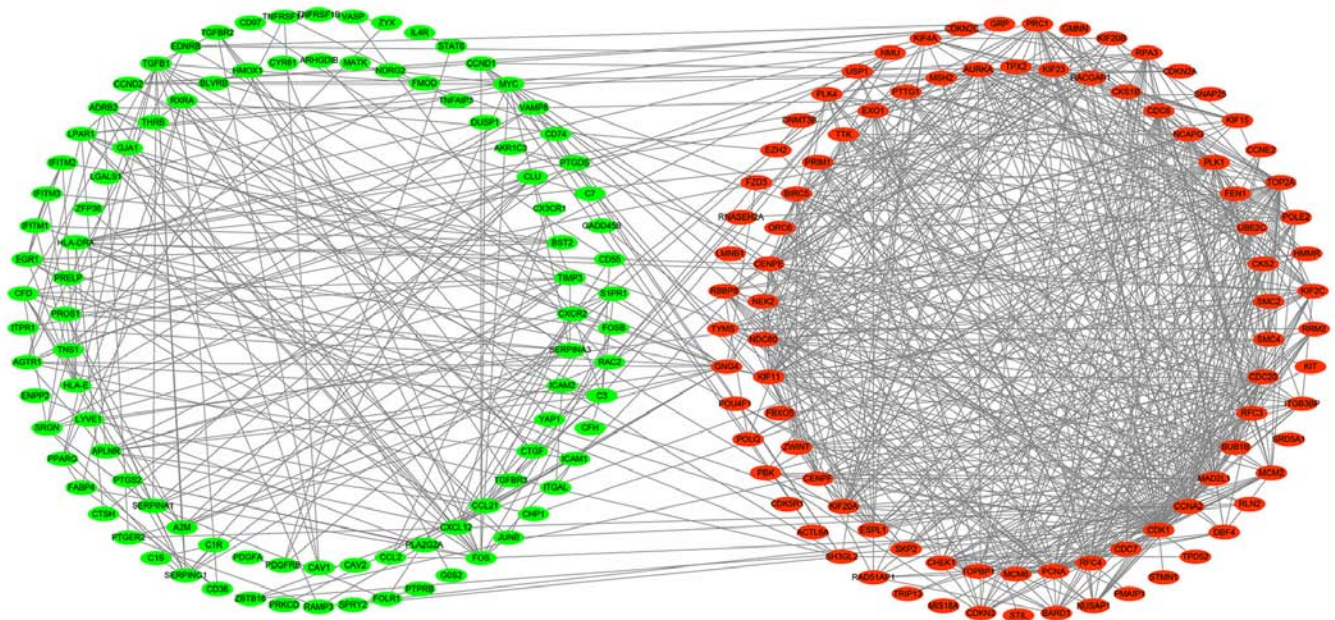 CD97
TNFRSF1A
TNFRSF1B
VASP
ZYX
IL4R
STAT6
CCND1
MYC
VAMP8
CD74
PTGDS
C7
GADD45B
CD55
S1PR1
FOSB
RAC2
C3
CFH
ICAM1
ITGAL
CHP1
JUNB
FOS
G0S2
PTPRB
FOLR1
SPRY2
RAMP3
PRKCD
ZBTB16
CD36
SERPING1
C1S
PTGER2
CTSH
FABP4
PPARG
SRGN
ENPP2
AGTR1
ITPR1
CFD
EGR1
IFITM1
IFITM3
IFITM2
LPAR1
ADRB2
CCND2
TGFB1
EDNRB
TGFBR2
HMOX1
CYR61
ARHGDIB
MATK
NDRG2
FMOD
TNFAIP3
DUSP1
AKR1C3
CLU
CX3CR1
BST2
TIMP3
CXCR2
SERPINA3
ICAM2
YAP1
CTGF
TGFBR3
CCL21
CXCL12
PLA2G2A
CCL2
CAV2
CAV1
PDGFRB
PDGFA
C1R
A2M
SERPINA1
PTGS2
APLNR
LYVE1
HLA-E
TNS1
PROS1
PRELP
HLA-DRA
ZFP36
LGALS1
GJA1
THRB
RXRA
BLVRB
CDKN2C
GRP
PRC1
GMNN
KIF20B
RPA3
CDKN2A
SNAP25
KIF15
CCNE2
TOP2A
POLE2
HMMR
KIF2C
RRM2
KIT
ITGB3BP
SRD5A1
MCM2
RLN2
DBF4
TPD52
STMN1
PMAIP1
NUSAP1
BARD1
STIL
CDKN3
MIS18A
TRIP13
RAD51AP1
SH3GL2
ACTL6A
CDK5R1
PBK
POLQ
POU4F1
GNG4
TYMS
RBBP8
LMNB1
RNASEH2A
FZD3
EZH2
DNMT3B
PLK4
USP1
NMU
KIF4A
AURKA
TPX2
KIF23
RACGAP1
CKS1B
CDC6
NCAPG
PLK1
FEN1
UBE2C
CKS2
SMC2
SMC4
CDC20
RFC3
BUB1B
MAD2L1
CCNA2
CDK1
CDC7
RFC4
PCNA
MCM6
TOPBP1
CHEK1
SKP2
ESPL1
KIF20A
CENPF
ZWINT
FBXO5
KIF11
NDC80
NEK2
CENPE
ORC6
BIRC5
PRIM1
TTK
EXO1
PTTG1
MSH2